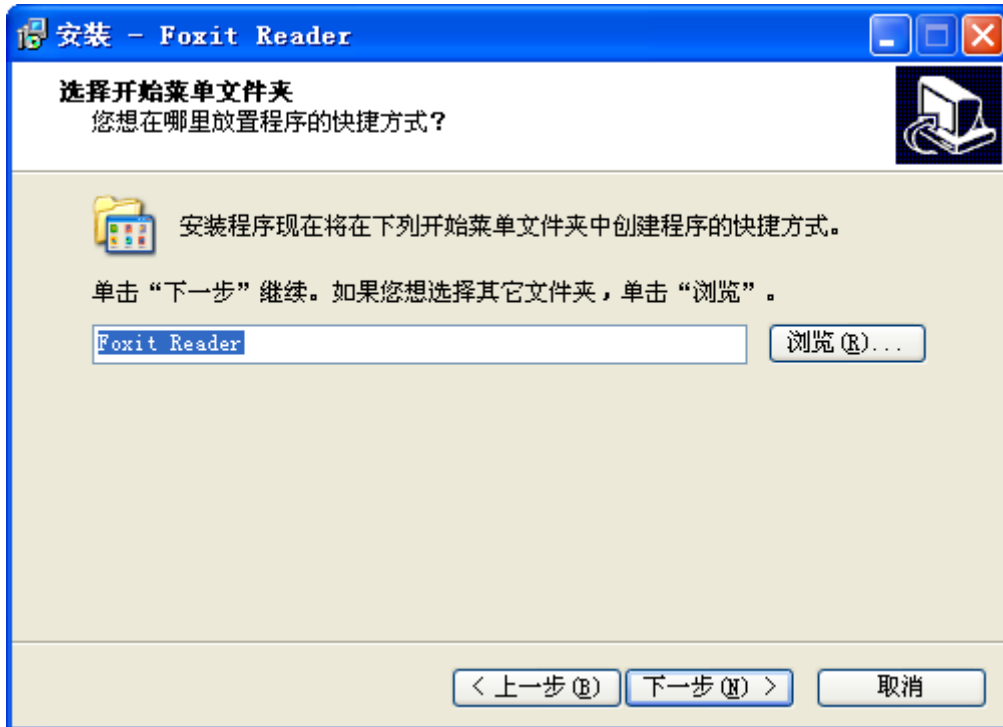 安装 - Foxit Reader
选择开始菜单文件夹
您想在哪里放置程序的快捷方式?
安装程序现在将在下列开始菜单文件夹中创建程序的快捷方式。
单击“下一步”继续。如果您想选择其它文件夹,单击“浏览”。
Foxit Reader
浏览(R)...
< 上一步(B)
下一步(N) >
取消